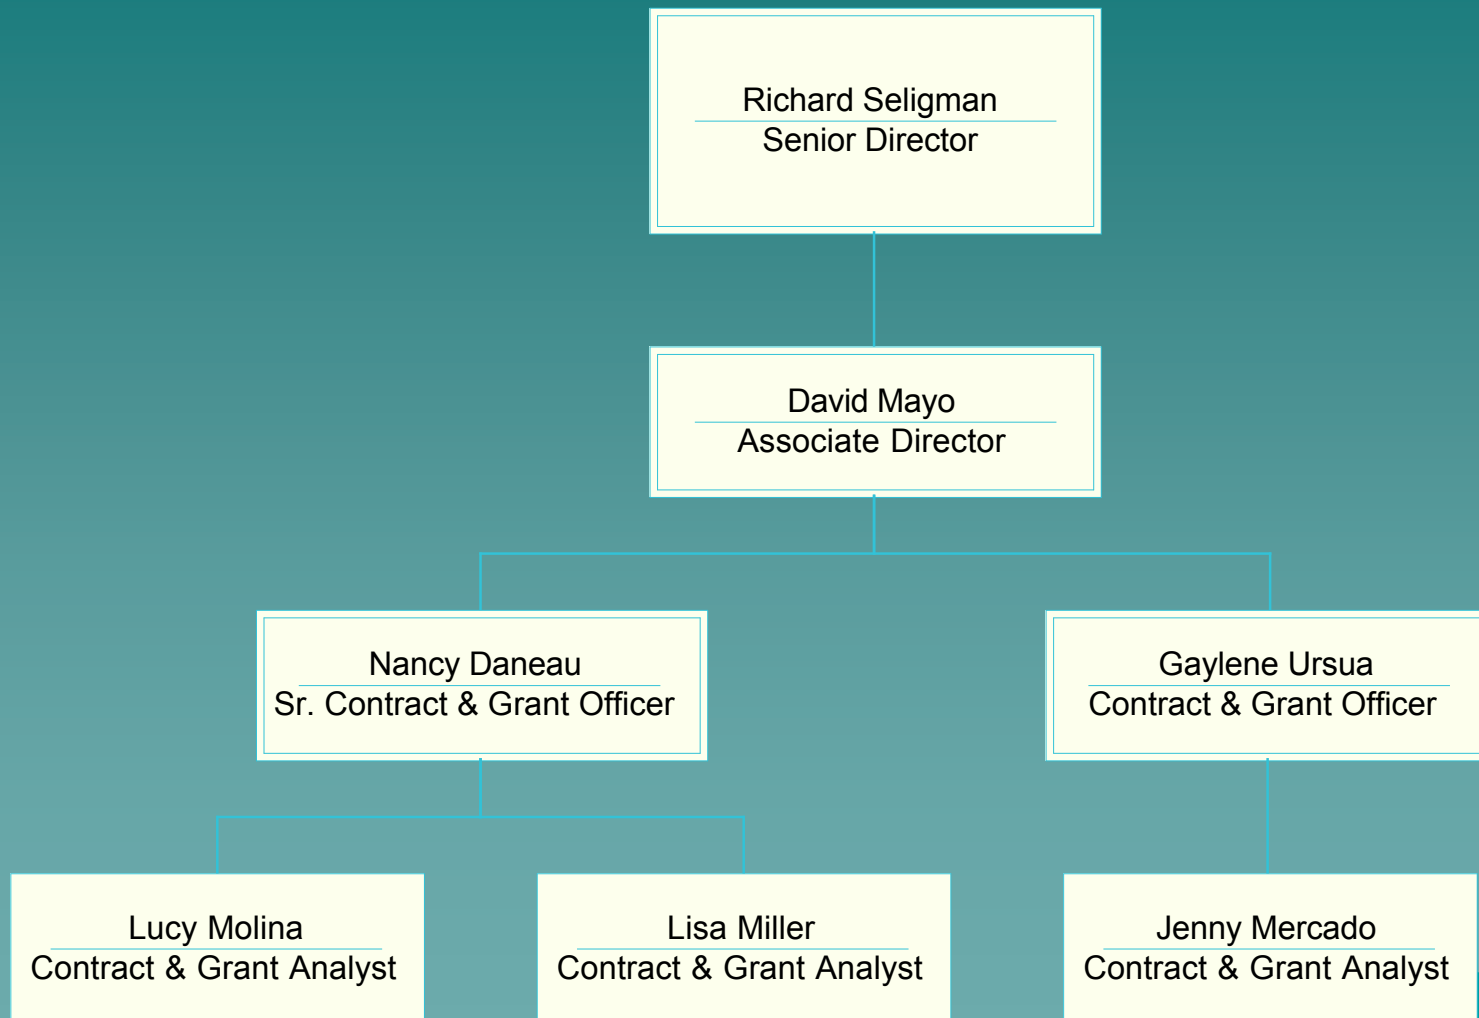 Richard Seligman
Senior Director
David Mayo
Associate Director
Nancy Daneau
Sr. Contract & Grant Officer
Gaylene Ursua
Contract & Grant Officer
Lucy Molina
Contract & Grant Analyst
Lisa Miller
Contract & Grant Analyst
Jenny Mercado
Contract & Grant Analyst